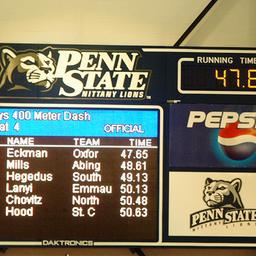 PENN STATE
NITTANY LIONS
RUNNING TIME
47.6
ys 400 Meter Dash
at 4 OFFICIAL
NAME TEAM TIME
Eckman Oxfor 47.65
Mills Abing 48.61
Hegedus South 49.13
Lanyi Emmau 50.13
Chovitz North 50.48
Hood St. C 50.63
DAKTRONICS
PEPS
PENN STATE
NITTANY LIONS